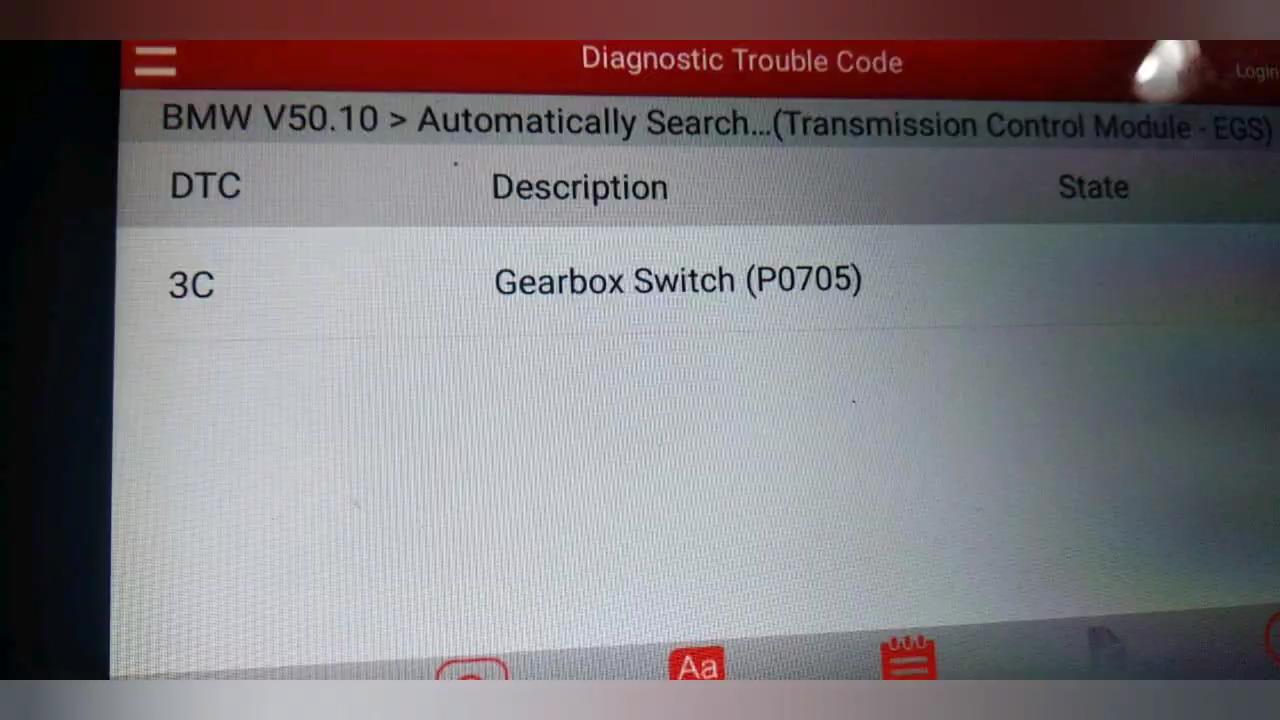 Diagnostic Trouble Code
Login
BMW V50.10 > Automatically Search...(Transmission Control Module - EGS)
DTC Description State
3C Gearbox Switch (P0705)
Aa